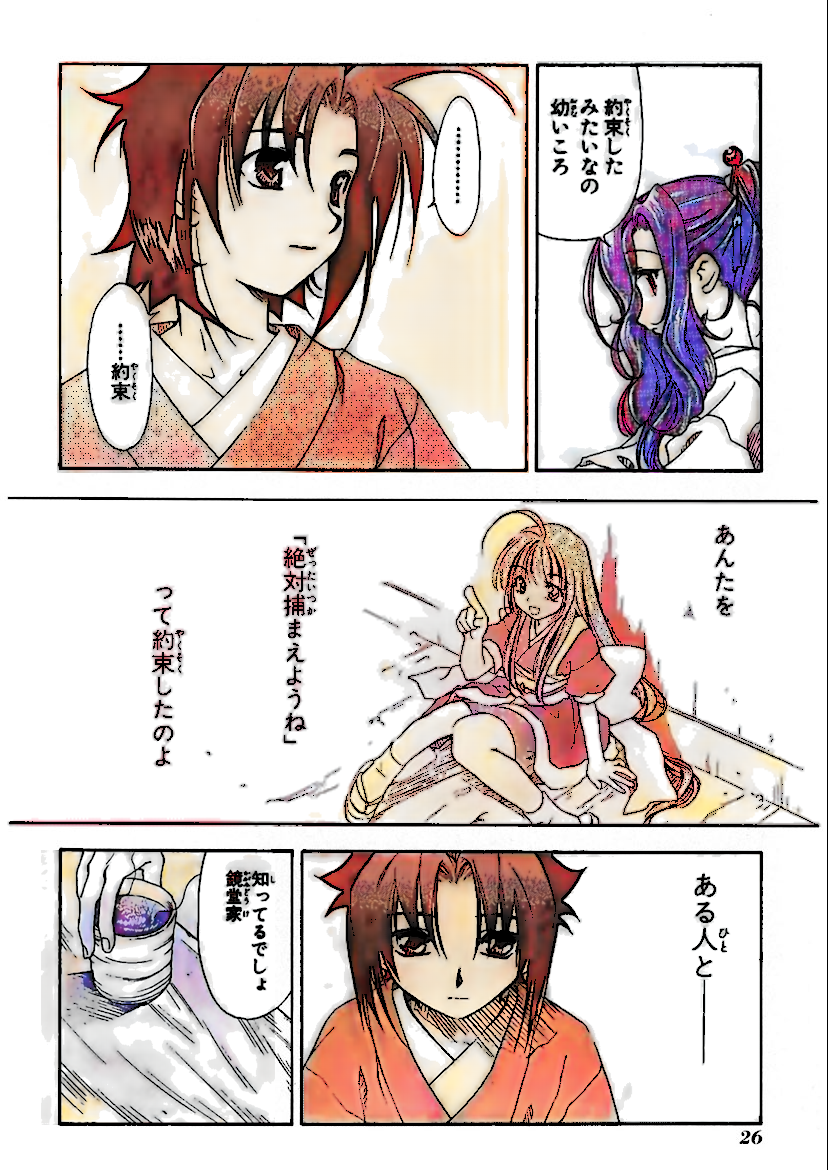 約束した
みたいなの
幼いころ
…………
……約束
あんたを
「絶対捕まえようね」
って約束したのよ
ある人と――
知ってるでしょ
鏡堂家
26